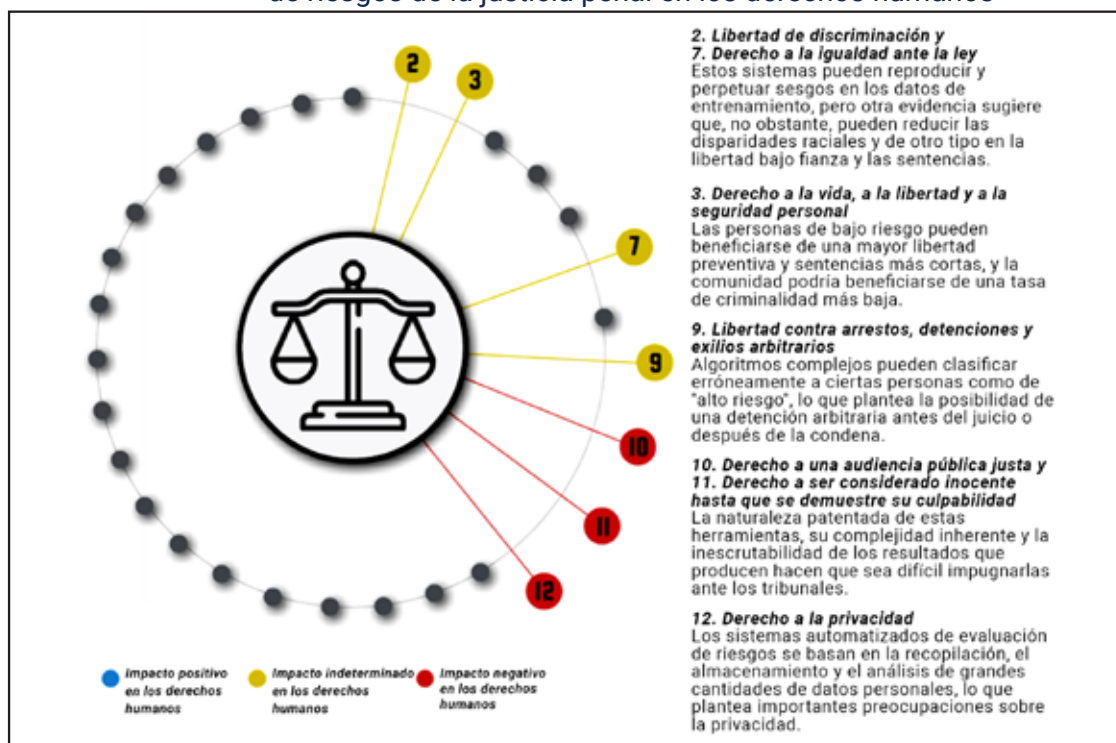 de riesgos de la justicia penal en los derechos humanos
2
3
7
9
10
11
12
Impacto positivo
en los derechos
humanos
Impacto indeterminado
en los derechos
humanos
Impacto negativo
en los derechos
humanos
2. Libertad de discriminación y
7. Derecho a la igualdad ante la ley
Estos sistemas pueden reproducir y
perpetuar sesgos en los datos de
entrenamiento, pero otra evidencia sugiere
que, no obstante, pueden reducir las
disparidades raciales y de otro tipo en la
libertad bajo fianza y las sentencias.
3. Derecho a la vida, a la libertad y a la
seguridad personal
Las personas de bajo riesgo pueden
beneficiarse de una mayor libertad
preventiva y sentencias más cortas, y la
comunidad podría beneficiarse de una tasa
de criminalidad más baja.
9. Libertad contra arrestos, detenciones y
exilios arbitrarios
Algoritmos complejos pueden clasificar
erróneamente a ciertas personas como de
"alto riesgo", lo que plantea la posibilidad de
una detención arbitraria antes del juicio o
después de la condena.
10. Derecho a una audiencia pública justa y
11. Derecho a ser considerado inocente
hasta que se demuestre su culpabilidad
La naturaleza patentada de estas
herramientas, su complejidad inherente y la
inescrutabilidad de los resultados que
producen hacen que sea difícil impugnarlas
ante los tribunales.
12. Derecho a la privacidad
Los sistemas automatizados de evaluación
de riesgos se basan en la recopilación, el
almacenamiento y el análisis de grandes
cantidades de datos personales, lo que
plantea importantes preocupaciones sobre
la privacidad.